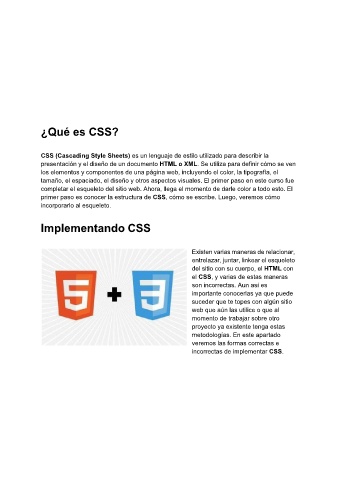 ¿Qué es CSS?
CSS (Cascading Style Sheets) es un lenguaje de estilo utilizado para describir la
presentación y el diseño de un documento HTML o XML. Se utiliza para definir cómo se ven
los elementos y componentes de una página web, incluyendo el color, la tipografía, el
tamaño, el espaciado, el diseño y otros aspectos visuales. El primer paso en este curso fue
completar el esqueleto del sitio web. Ahora, llega el momento de darle color a todo esto. El
primer paso es conocer la estructura de CSS, cómo se escribe. Luego, veremos cómo
incorporarlo al esqueleto.
Implementando CSS
Existen varias maneras de relacionar,
entrelazar, juntar, linkear el esqueleto
del sitio con su cuerpo, el HTML con
el CSS, y varias de estas maneras
son incorrectas. Aun así es
importante conocerlas ya que puede
suceder que te topes con algún sitio
web que aún las utilice o que al
momento de trabajar sobre otro
proyecto ya existente tenga estas
metodologías. En este apartado
veremos las formas correctas e
incorrectas de implementar CSS.
5 + 3